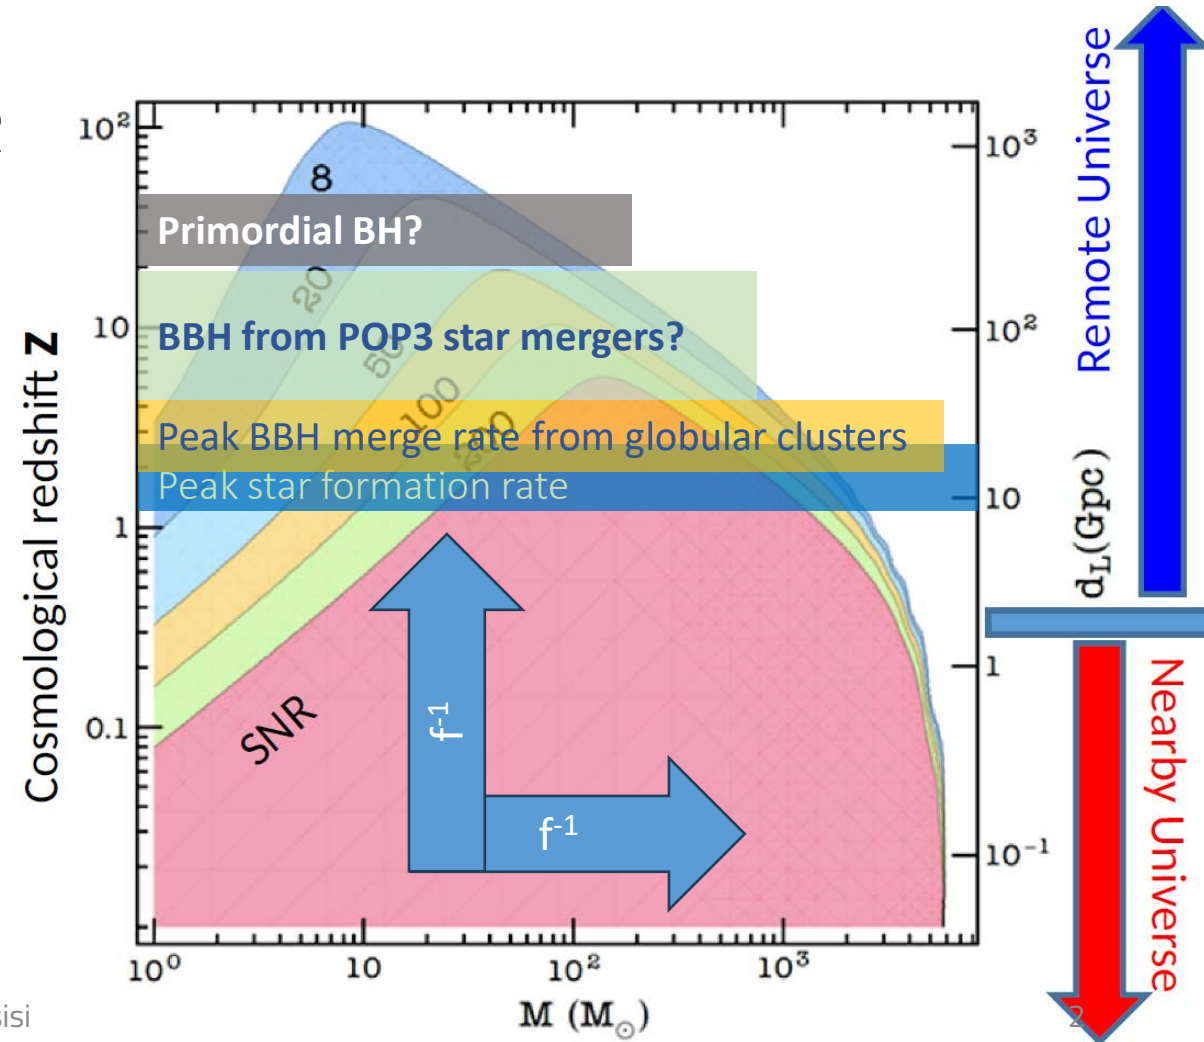 10²
10
1
0.1
Cosmological redshift z
8
20
50
100
200
SNR
Primordial BH?
BBH from POP3 star mergers?
Peak BBH merge rate from globular clusters
Peak star formation rate
f⁻¹
f⁻¹
10³
10²
10
1
10⁻¹
d_L(Gpc)
Remote Universe
Nearby Universe
10⁰ 10 10² 10³
M (M⊙)
isi
2